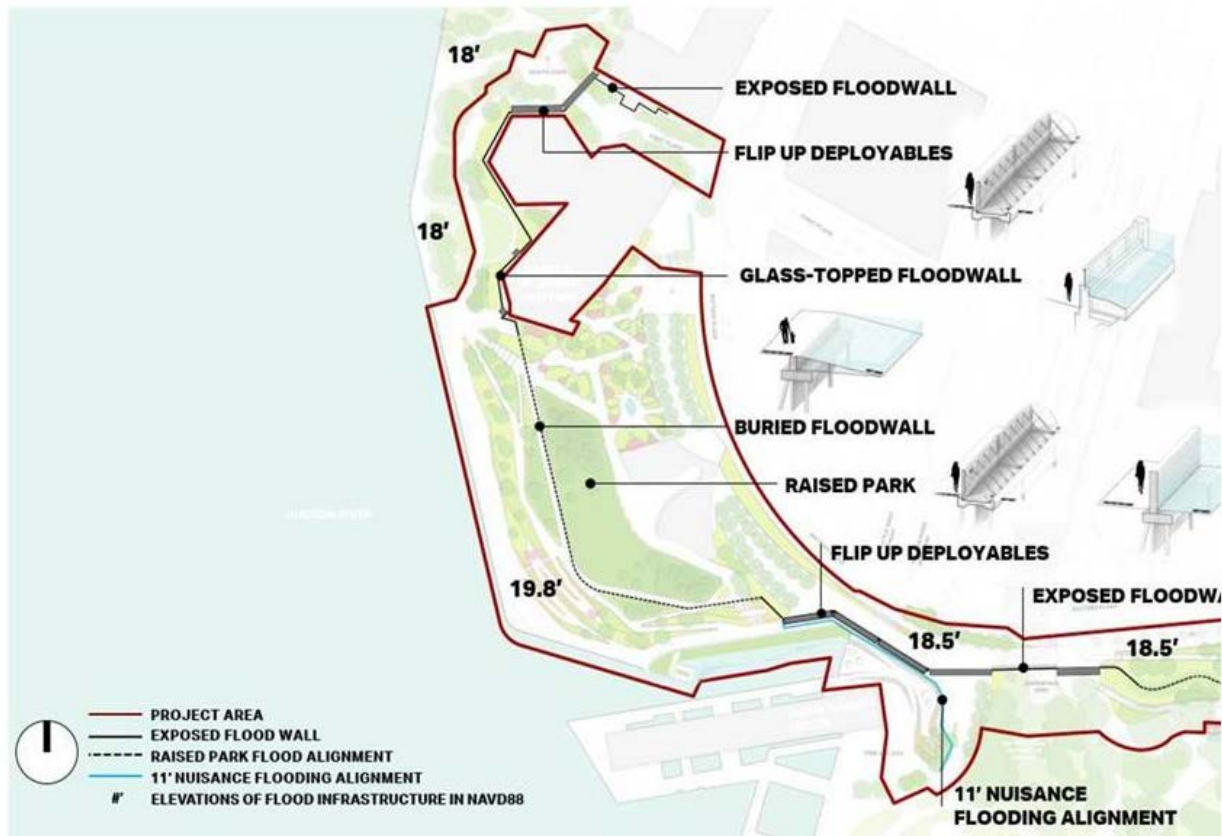 18'
EXPOSED FLOODWALL
FLIP UP DEPLOYABLES
18'
GLASS-TOPPED FLOODWALL
BURIED FLOODWALL
RAISED PARK
HUDSON RIVER
FLIP UP DEPLOYABLES
19.8'
EXPOSED FLOODWA
18.5'
18.5'
PROJECT AREA
EXPOSED FLOOD WALL
RAISED PARK FLOOD ALIGNMENT
11' NUISANCE FLOODING ALIGNMENT
#' ELEVATIONS OF FLOOD INFRASTRUCTURE IN NAVD88
11' NUISANCE
FLOODING ALIGNMENT